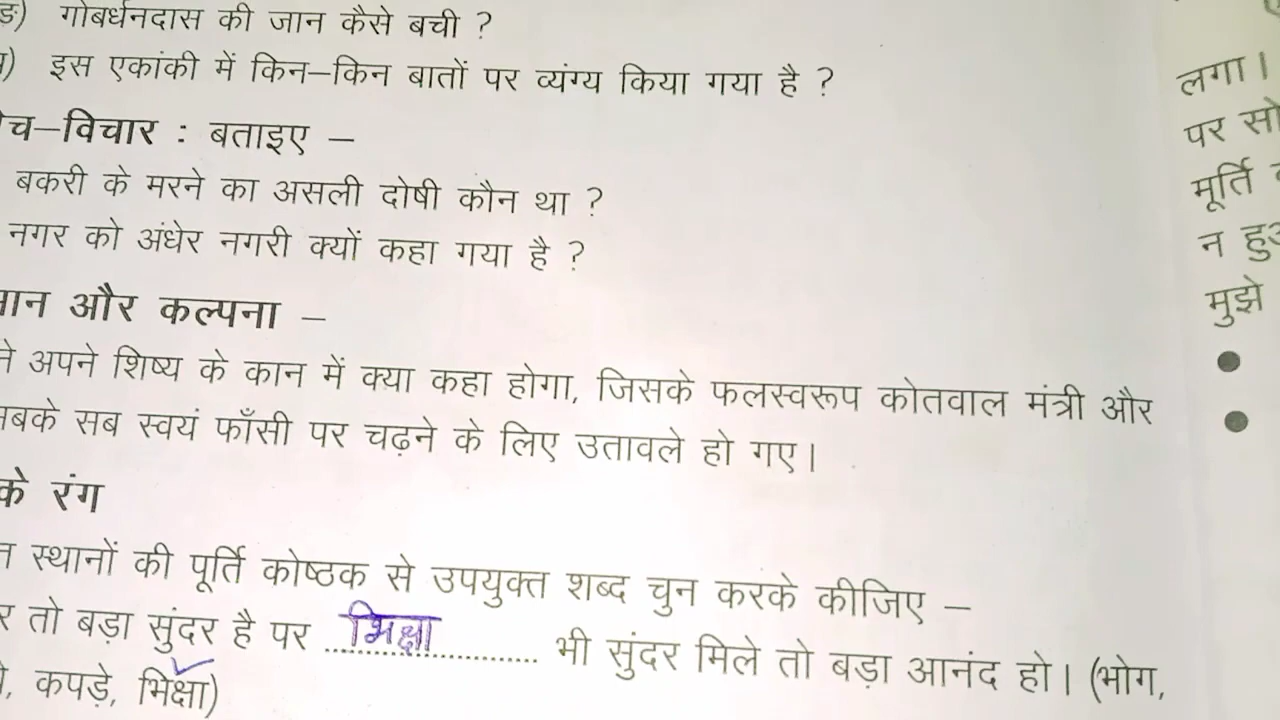 ङ) गोबर्धनदास की जान कैसे बची ?
इस एकांकी में किन–किन बातों पर व्यंग्य किया गया है ?
च–विचार : बताइए –
बकरी के मरने का असली दोषी कौन था ?
नगर को अंधेर नगरी क्यों कहा गया है ?
मान और कल्पना –
ने अपने शिष्य के कान में क्या कहा होगा, जिसके फलस्वरूप कोतवाल मंत्री और
सबके सब स्वयं फाँसी पर चढ़ने के लिए उतावले हो गए।
के रंग
स्थानों की पूर्ति कोष्ठक से उपयुक्त शब्द चुन करके कीजिए –
र तो बड़ा सुंदर है पर भिक्षा भी सुंदर मिले तो बड़ा आनंद हो। (भोग,
कपड़े, भिक्षा)
लगा।
पर सो
मूर्ति
न हु
मुझे